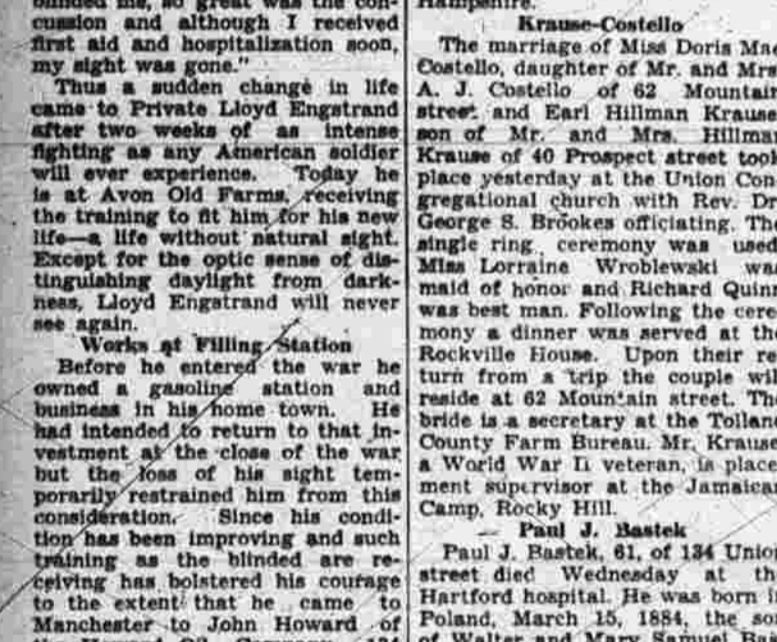 blinded me, so great was the con-
cussion and although I received
first aid and hospitalization soon,
my sight was gone."
Thus a sudden change in life
came to Private Lloyd Engstrand
after two weeks of as intense
fighting as any American soldier
will ever experience. Today he
is at Avon Old Farms, receiving
the training to fit him for his new
life—a life without natural sight.
Except for the optic sense of dis-
tinguishing daylight from dark-
ness, Lloyd Engstrand will never
see again.
Works at Filling Station
Before he entered the war he
owned a gasoline station and
business in his home town. He
had intended to return to that in-
vestment at the close of the war
but the loss of his sight tem-
porarily restrained him from this
consideration. Since his condi-
tion has been improving and such
training as the blinded are re-
ceiving has bolstered his courage
to the extent that he came to
Manchester to John Howard of
Hampshire.
Krause-Costello
The marriage of Miss Doris Mae
Costello, daughter of Mr. and Mrs
A. J. Costello of 62 Mountain
street and Earl Hillman Krause
son of Mr. and Mrs. Hillman
Krause of 40 Prospect street took
place yesterday at the Union Con-
gregational church with Rev. Dr
George S. Brookes officiating. The
single ring ceremony was used
Miss Lorraine Wroblewski was
maid of honor and Richard Quinn
was best man. Following the cere-
mony a dinner was served at the
Rockville House. Upon their re-
turn from a trip the couple will
reside at 62 Mountain street. The
bride is a secretary at the Tolland
County Farm Bureau. Mr. Krause
a World War II veteran, is place-
ment supervisor at the Jamaican
Camp, Rocky Hill.
Paul J. Bastek
Paul J. Bastek, 61, of 134 Union
street died Wednesday at the
Hartford hospital. He was born in
Poland, March 15, 1884, the son
of Walter and Mary Samuel